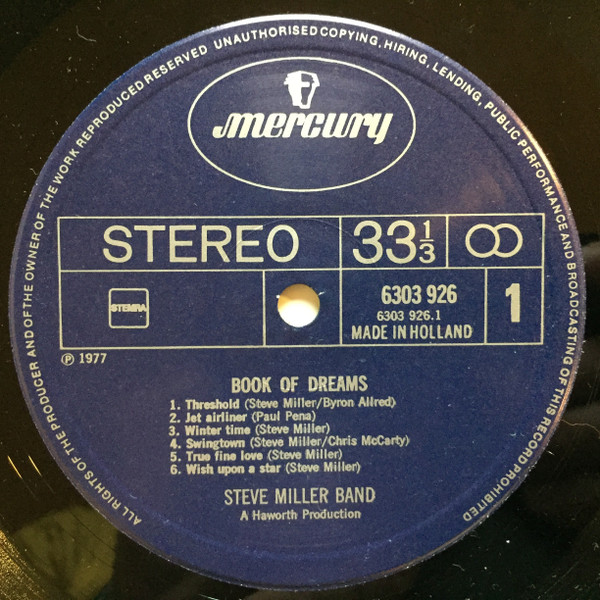 ALL RIGHTS OF THE PRODUCER AND OF THE OWNER OF THE WORK REPRODUCED RESERVED UNAUTHORISED COPYING, HIRING, LENDING, PUBLIC PERFORMANCE AND BROADCASTING OF THIS RECORD PROHIBITED
mercury
STEREO 33 1/3
STEMRA
6303 926
6303 926.1
MADE IN HOLLAND
1
℗ 1977
BOOK OF DREAMS
1. Threshold (Steve Miller/Byron Allred)
2. Jet airliner (Paul Pena)
3. Winter time (Steve Miller)
4. Swingtown (Steve Miller/Chris McCarty)
5. True fine love (Steve Miller)
6. Wish upon a star (Steve Miller)
STEVE MILLER BAND
A Haworth Production